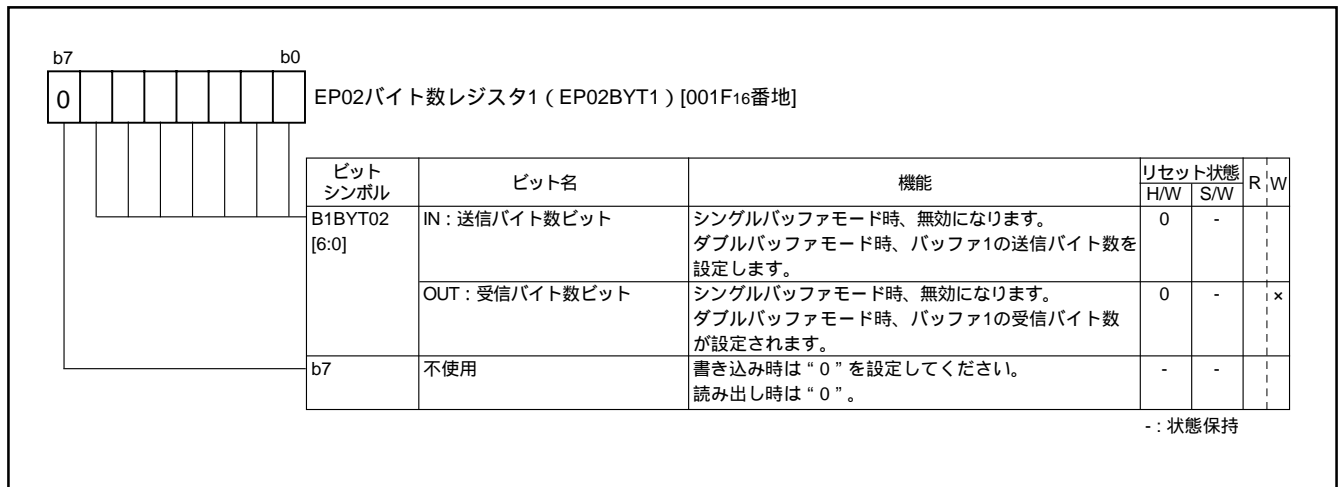 b7 b0
0
EP02バイト数レジスタ1(EP02BYT1)[001F16番地]
ビット
シンボル
ビット名
機能
リセット状態
H/W S/W
R W
B1BYT02
[6:0]
IN:送信バイト数ビット
シングルバッファモード時、無効になります。
ダブルバッファモード時、バッファ1の送信バイト数を
設定します。
0 -
OUT:受信バイト数ビット
シングルバッファモード時、無効になります。
ダブルバッファモード時、バッファ1の受信バイト数
が設定されます。
0 - ×
b7
不使用
書き込み時は“0”を設定してください。
読み出し時は“0”。
- -
-:状態保持